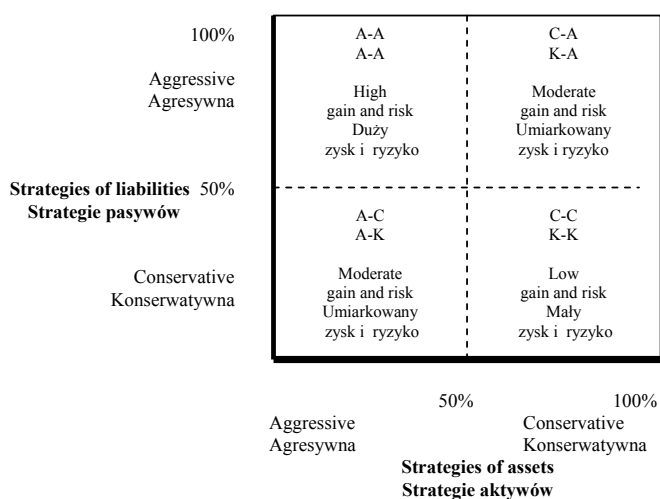 100%
Aggressive
Agresywna
A-A
A-A
High
gain and risk
Duży
zysk i ryzyko
C-A
K-A
Moderate
gain and risk
Umiarkowany
zysk i ryzyko
Strategies of liabilities 50%
Strategie pasywów
Conservative
Konserwatywna
A-C
A-K
Moderate
gain and risk
Umiarkowany
zysk i ryzyko
C-C
K-K
Low
gain and risk
Mały
zysk i ryzyko
50% 100%
Aggressive Conservative
Agresywna Konserwatywna
Strategies of assets
Strategie aktywów